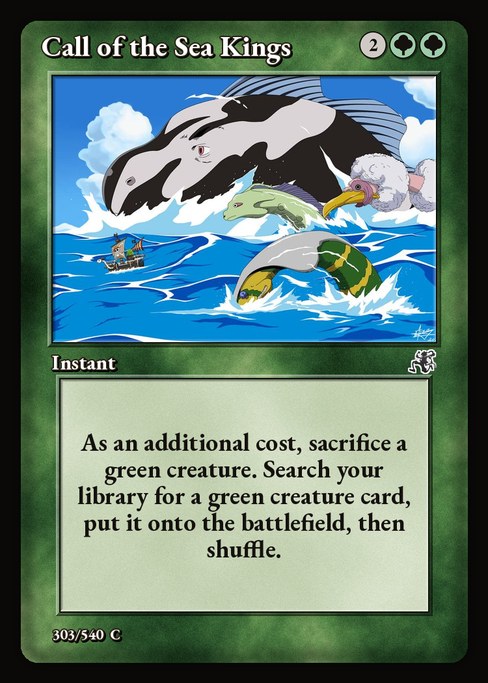 Call of the Sea Kings 2
Instant
As an additional cost, sacrifice a
green creature. Search your
library for a green creature card,
put it onto the battlefield, then
shuffle.
303/540 C